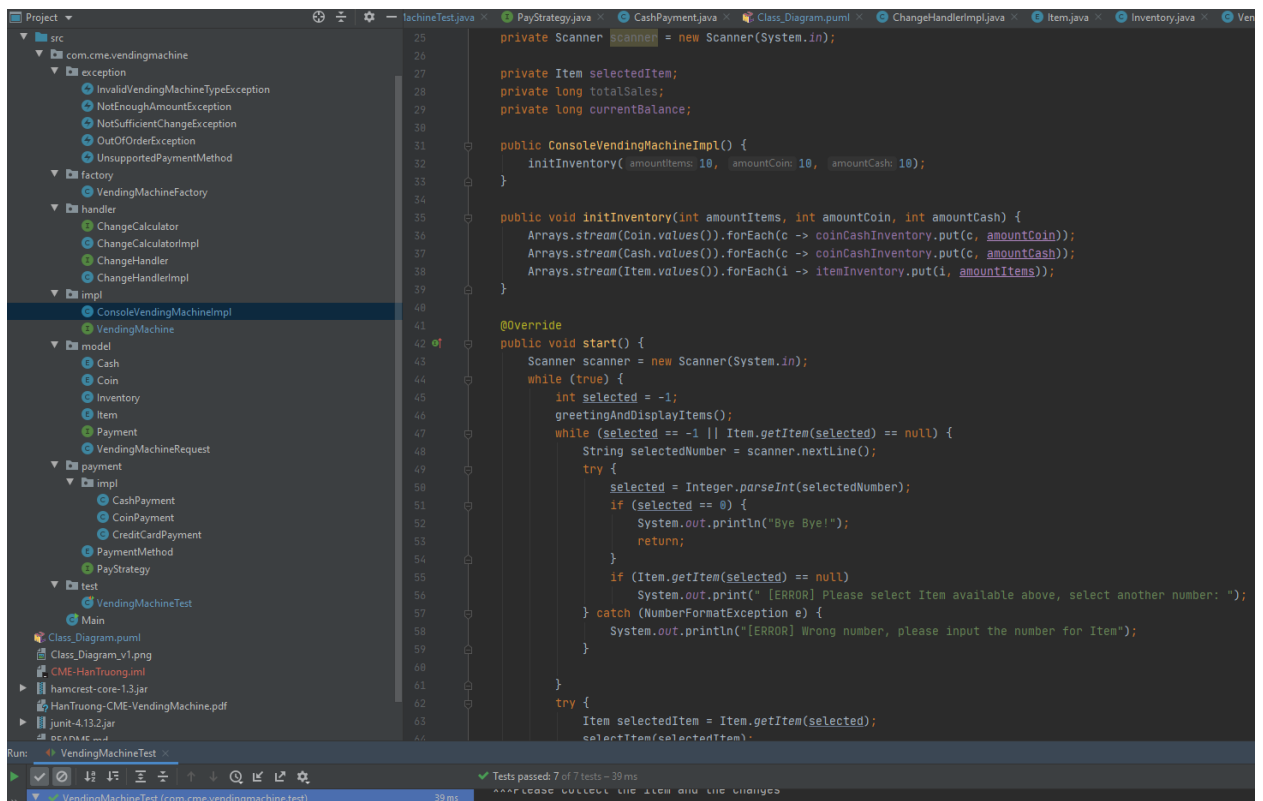 Project
src
com.cme.vendingmachine
exception
InvalidVendingMachineTypeException
NotEnoughAmountException
NotSufficientChangeException
OutOfOrderException
UnsupportedPaymentMethod
factory
VendingMachineFactory
handler
ChangeCalculator
ChangeCalculatorImpl
ChangeHandler
ChangeHandlerImpl
impl
ConsoleVendingMachineImpl
VendingMachine
model
Cash
Coin
Inventory
Item
Payment
VendingMachineRequest
payment
impl
CashPayment
CoinPayment
CreditCardPayment
PaymentMethod
PayStrategy
test
VendingMachineTest
Main
Class_Diagram.puml
Class_Diagram_v1.png
CME-HanTruong.iml
hamcrest-core-1.3.jar
HanTruong-CME-VendingMachine.pdf
junit-4.13.2.jar
README.md
achineTest.java PayStrategy.java CashPayment.java Class_Diagram.puml ChangeHandlerImpl.java Item.java Inventory.java Ven
25 private Scanner scanner = new Scanner(System.in);
26
27 private Item selectedItem;
28 private long totalSales;
29 private long currentBalance;
30
31 public ConsoleVendingMachineImpl() {
32 initInventory( amountItems: 10, amountCoin: 10, amountCash: 10);
33 }
34
35 public void initInventory(int amountItems, int amountCoin, int amountCash) {
36 Arrays.stream(Coin.values()).forEach(c -> coinCashInventory.put(c, amountCoin));
37 Arrays.stream(Cash.values()).forEach(c -> coinCashInventory.put(c, amountCash));
38 Arrays.stream(Item.values()).forEach(i -> itemInventory.put(i, amountItems));
39 }
40
41 @Override
42 public void start() {
43 Scanner scanner = new Scanner(System.in);
44 while (true) {
45 int selected = -1;
46 greetingAndDisplayItems();
47 while (selected == -1 || Item.getItem(selected) == null) {
48 String selectedNumber = scanner.nextLine();
49 try {
50 selected = Integer.parseInt(selectedNumber);
51 if (selected == 0) {
52 System.out.println("Bye Bye!");
53 return;
54 }
55 if (Item.getItem(selected) == null)
56 System.out.print(" [ERROR] Please select Item available above, select another number: ");
57 } catch (NumberFormatException e) {
58 System.out.println("[ERROR] Wrong number, please input the number for Item");
59 }
60
61 }
62 try {
63 Item selectedItem = Item.getItem(selected);
64 selectItem(selectedItem);
Run: VendingMachineTest
Tests passed: 7 of 7 tests – 39 ms
VendingMachineTest (com.cme.vendingmachine.test) 39 ms
Please collect the item and the changes